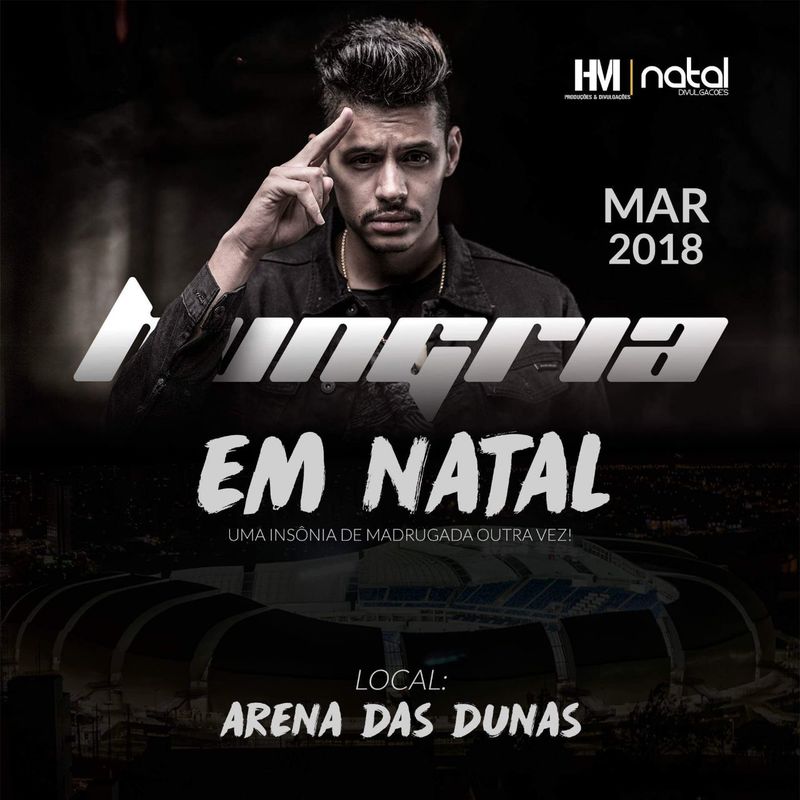 HM natal
PRODUÇÕES & DIVULGAÇÕES DIVULGACOES
MAR
2018
hungria
EM NATAL
UMA INSÔNIA DE MADRUGADA OUTRA VEZ!
LOCAL:
ARENA DAS DUNAS